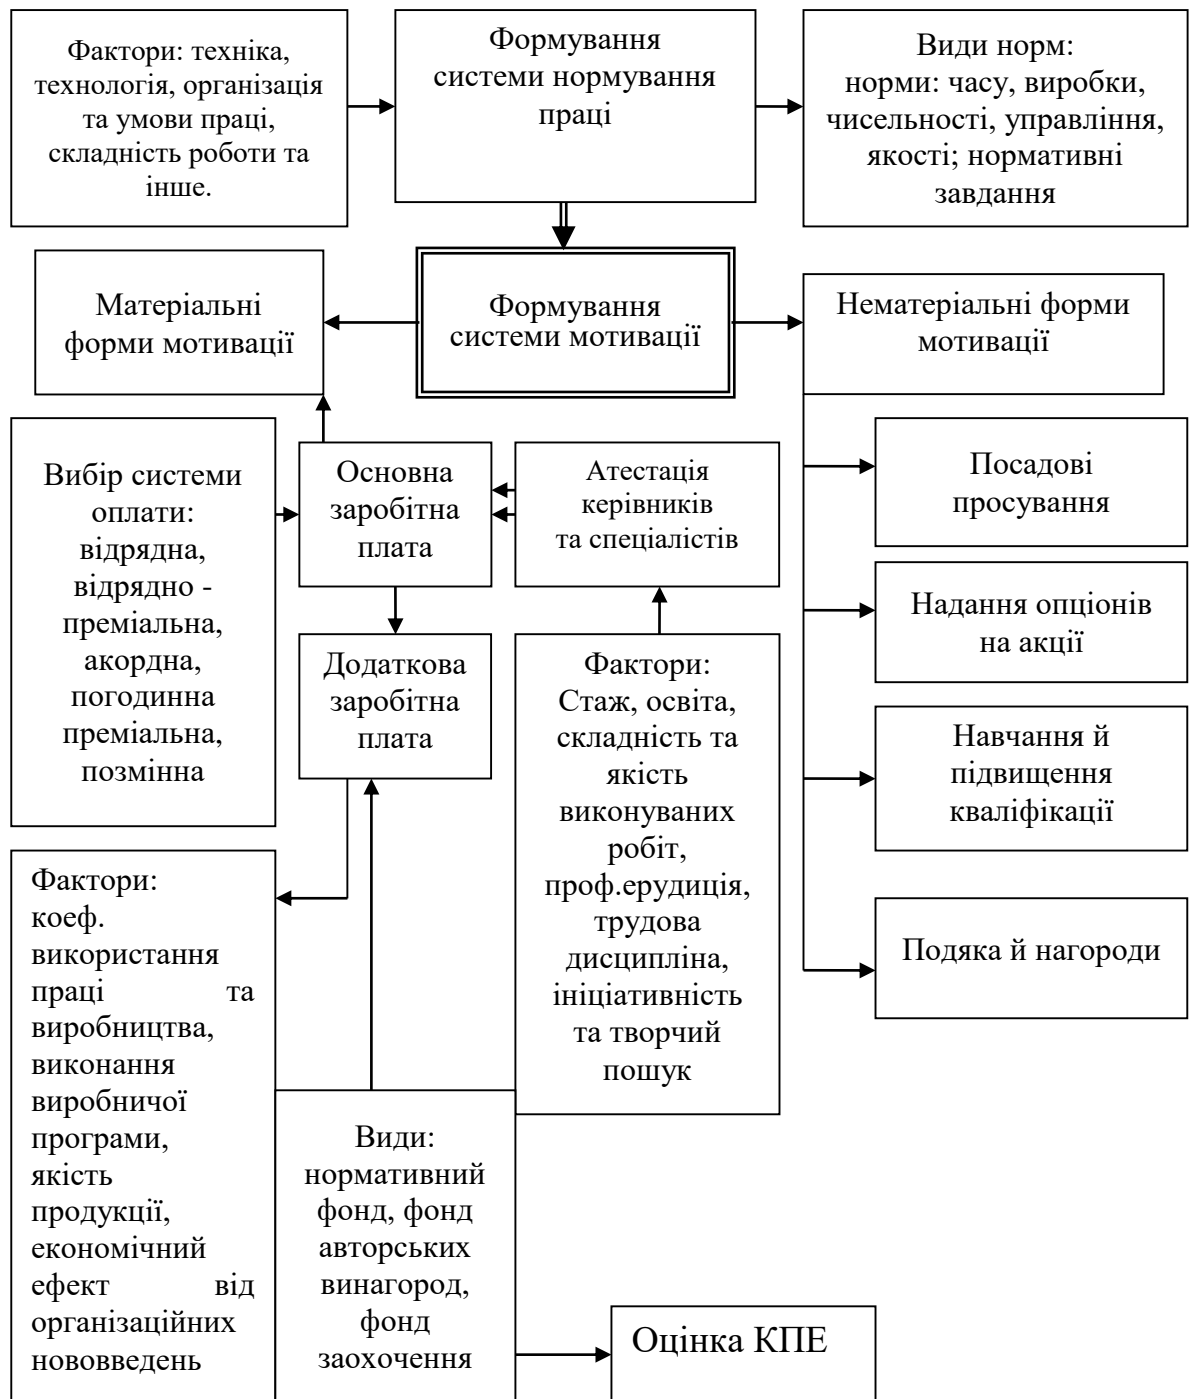 Фактори: техніка,
технологія, організація
та умови праці,
складність роботи та
інше.
Формування
системи нормування
праці
Види норм:
норми: часу, виробки,
чисельності, управління,
якості; нормативні
завдання
Матеріальні
форми мотивації
Формування
системи мотивації
Нематеріальні форми
мотивації
Вибір системи
оплати:
відрядна,
відрядно -
преміальна,
акордна,
погодинна
преміальна,
позмінна
Основна
заробітна
плата
Атестація
керівників
та спеціалістів
Посадові
просування
Надання опціонів
на акції
Додаткова
заробітна
плата
Фактори:
Стаж, освіта,
складність та
якість
виконуваних
робіт,
проф.ерудиція,
трудова
дисципліна,
ініціативність
та творчий
пошук
Навчання й
підвищення
кваліфікації
Подяка й нагороди
Фактори:
коеф.
використання
праці та
виробництва,
виконання
виробничої
програми,
якість
продукції,
економічний
ефект від
організаційних
нововведень
Види:
нормативний
фонд, фонд
авторських
винагород,
фонд
заохочення
Оцінка КПЕ